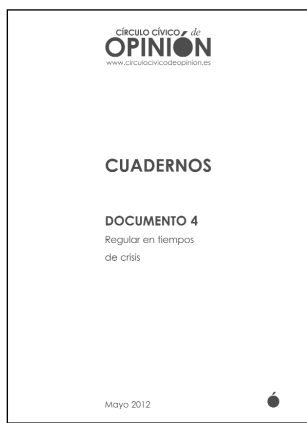 CÍRCULO CÍVICO de
OPINIÓN
www.circulocivicodeopinion.es
CUADERNOS
DOCUMENTO 4
Regular en tiempos
de crisis
Mayo 2012